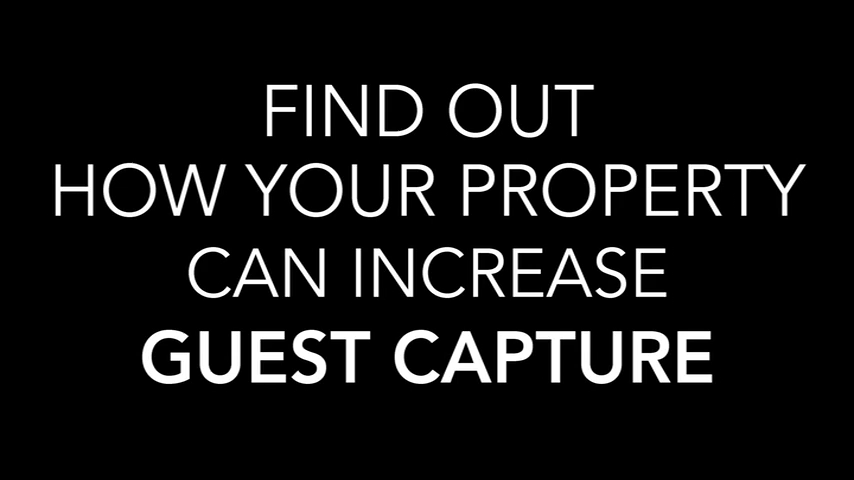 FIND OUT
HOW YOUR PROPERTY
CAN INCREASE
GUEST CAPTURE